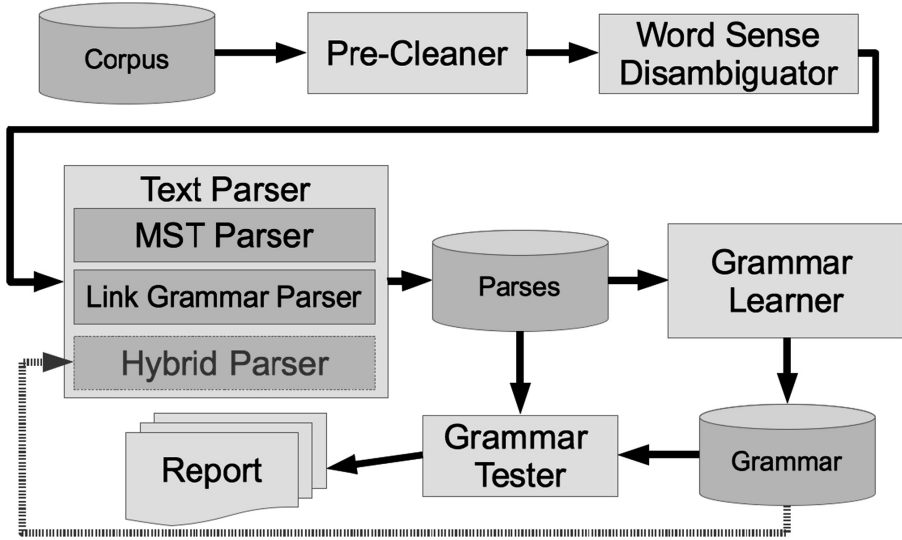 Corpus
Pre-Cleaner
Word Sense
Disambiguator
Text Parser
MST Parser
Link Grammar Parser
Hybrid Parser
Parses
Grammar
Learner
Report
Grammar
Tester
Grammar